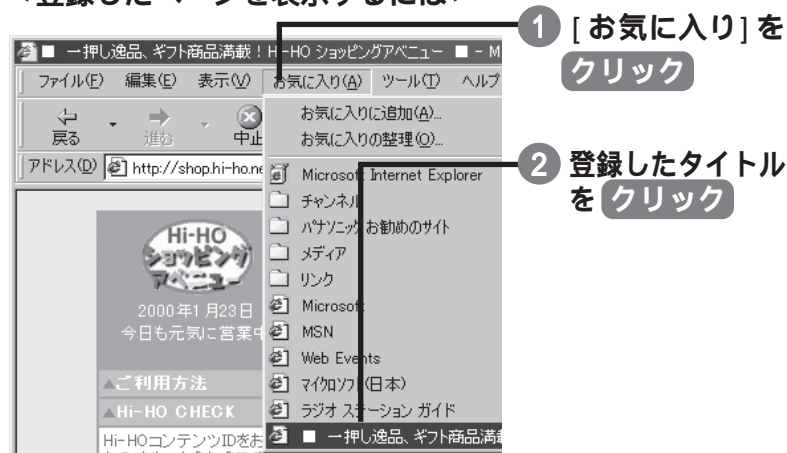 <登録したページを表示するには>
1 [お気に入り]を
クリック
■ 一押し逸品、ギフト商品満載！Hi-HO ショッピングアベニュー ■ - M
ファイル(F) 編集(E) 表示(V) お気に入り(A) ツール(T) ヘルプ
戻る 進む 中止
お気に入りに追加(A)...
お気に入りの整理(O)...
アドレス(D) http://shop.hi-ho.ne
2 登録したタイトル
を クリック
Microsoft Internet Explorer
チャンネル
パナソニック お勧めのサイト
メディア
リンク
Microsoft
MSN
Web Events
マイクロソフト(日本)
ラジオ ステーション ガイド
■ 一押し逸品、ギフト商品満
Hi-HO
ショッピング
アベニュー
2000年1月23日
今日も元気に営業中
▲ご利用方法
▲Hi-HO CHECK
Hi-HOコンテンツIDをお